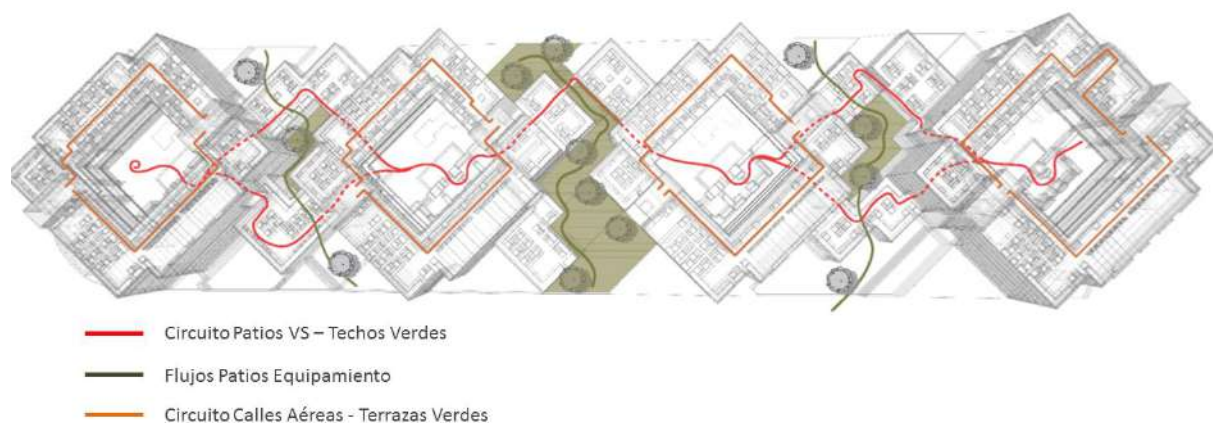 Circuito Patios VS – Techos Verdes
Flujos Patios Equipamiento
Circuito Calles Aéreas - Terrazas Verdes